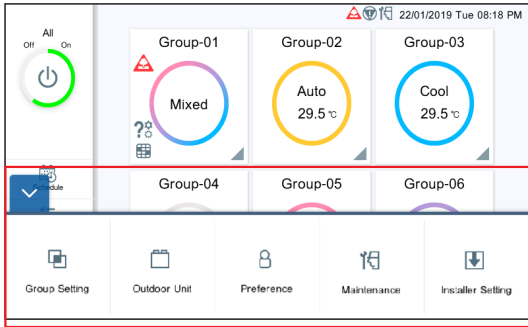 22/01/2019 Tue 08:18 PM
All
Off On
Group-01 Group-02 Group-03
Mixed
Auto
29.5 °C
Cool
29.5 °C
Schedule
Group-04 Group-05 Group-06
Group Setting Outdoor Unit Preference Maintenance Installer Setting